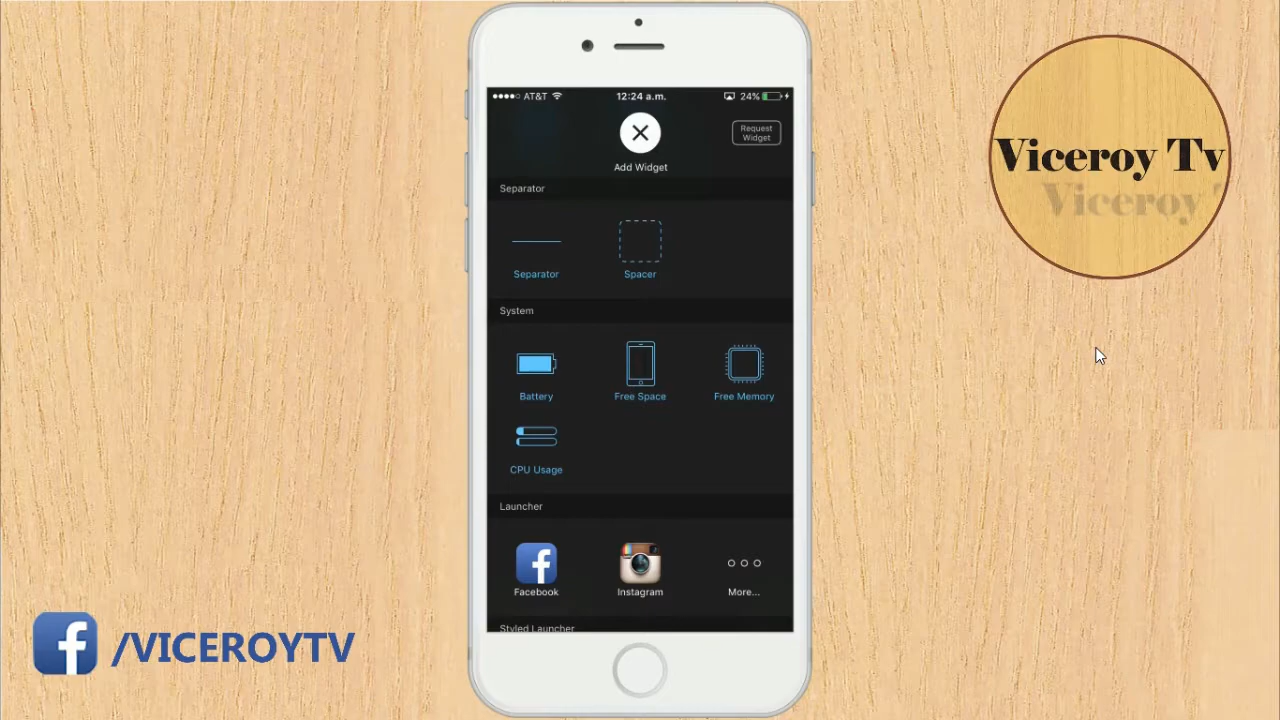 AT&T
12:24 a.m.
24%
Request
Widget
Add Widget
Separator
Separator
Spacer
System
Battery
Free Space
Free Memory
CPU Usage
Launcher
Facebook
Instagram
More...
Styled Launcher
Viceroy Tv
Viceroy
/VICEROYTV